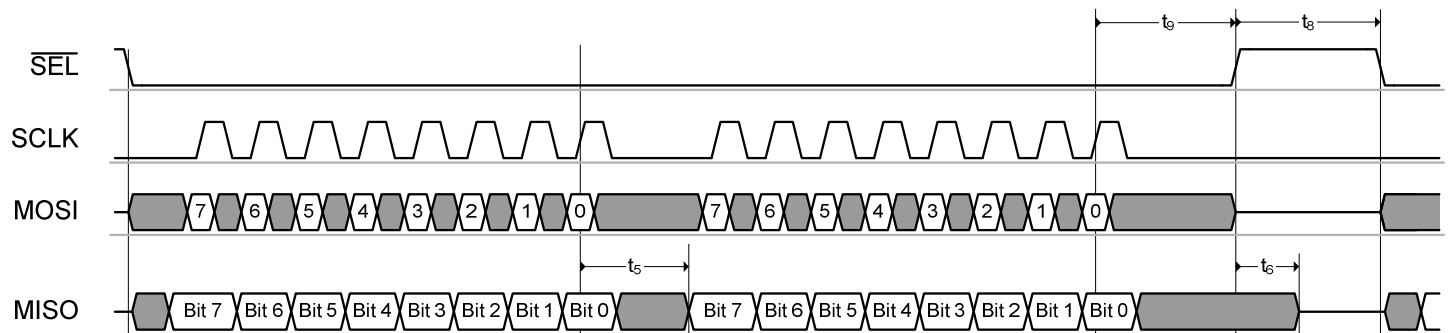 t₉ t₈
SEL
SCLK
MOSI 7 6 5 4 3 2 1 0 7 6 5 4 3 2 1 0
t₅ t₆
MISO Bit 7 Bit 6 Bit 5 Bit 4 Bit 3 Bit 2 Bit 1 Bit 0 Bit 7 Bit 6 Bit 5 Bit 4 Bit 3 Bit 2 Bit 1 Bit 0